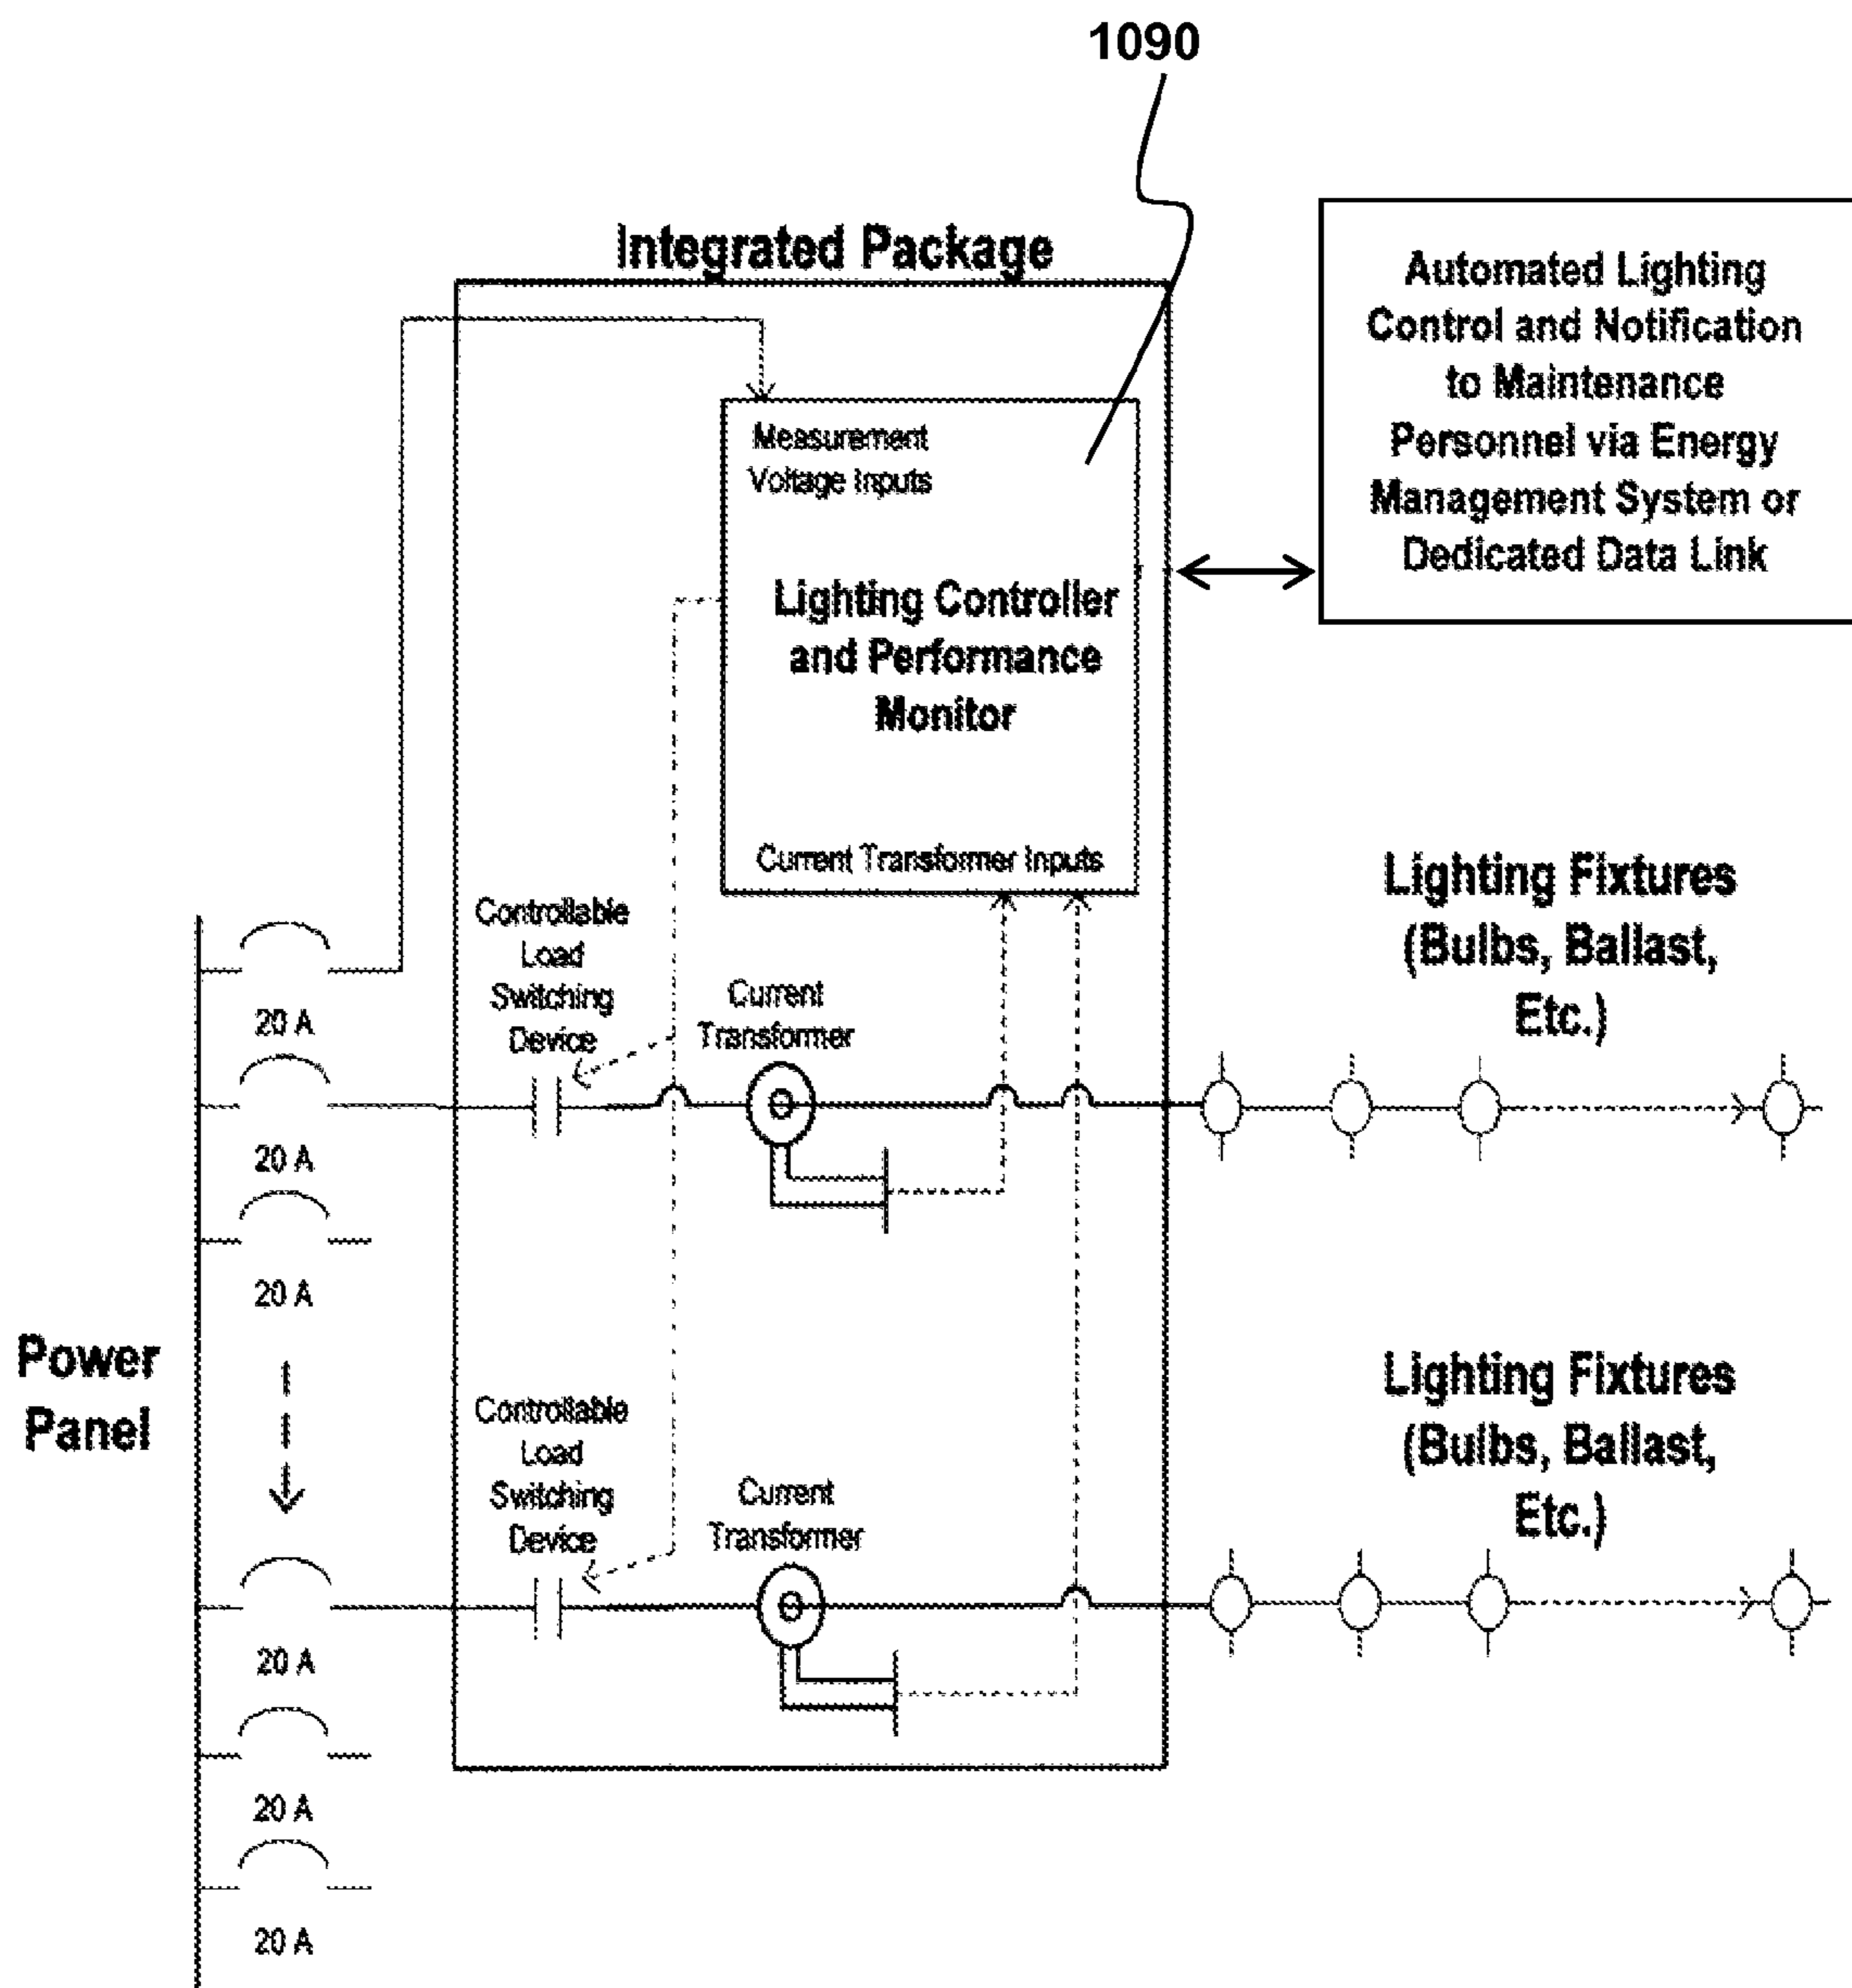 1090
Integrated Package
Automated Lighting
Control and Notification
to Maintenance
Personnel via Energy
Management System or
Dedicated Data Link
Measurement
Voltage Inputs
Lighting Controller
and Performance
Monitor
Current Transformer Inputs
Controllable
Load
Switching
Device
Current
Transformer
Lighting Fixtures
(Bulbs, Ballast,
Etc.)
20 A
20 A
20 A
Power
Panel
Controllable
Load
Switching
Device
Current
Transformer
Lighting Fixtures
(Bulbs, Ballast,
Etc.)
20 A
20 A
20 A